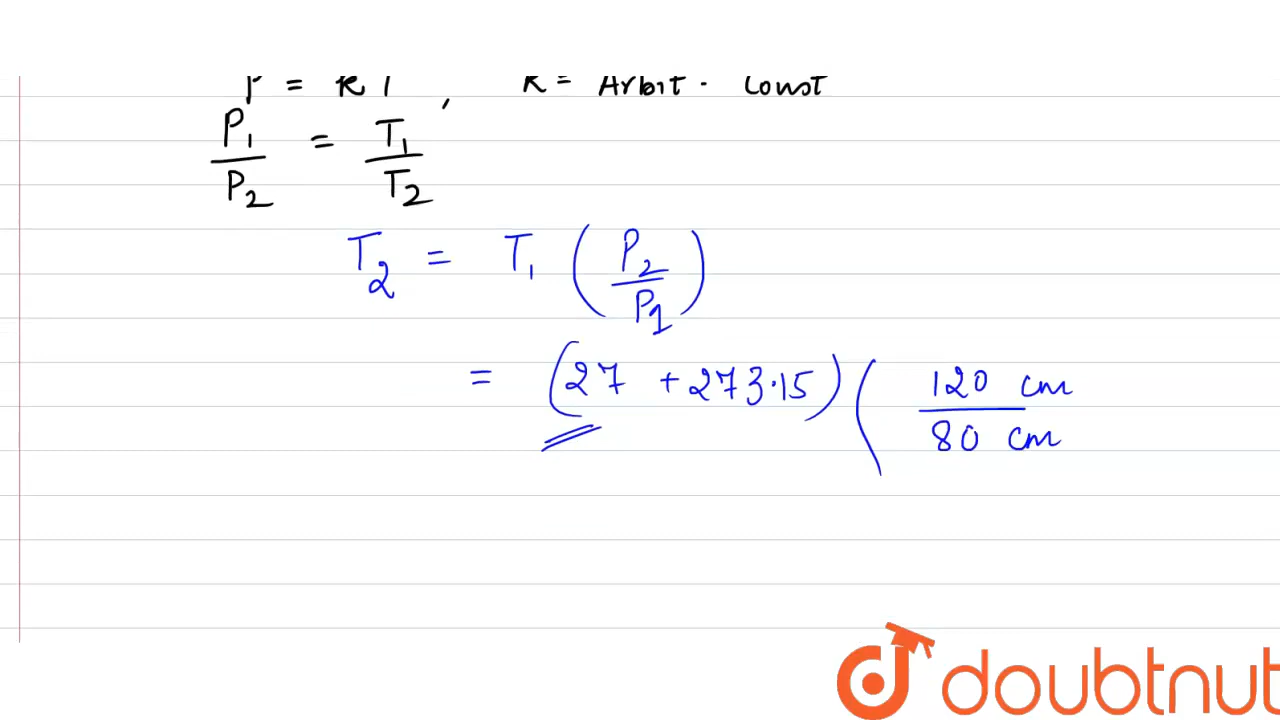 P = K T , K = Arbit. Const
P1/P2 = T1/T2
T2 = T1 (P2/P1)
= (27 + 273.15) (120 cm/80 cm
doubtnut